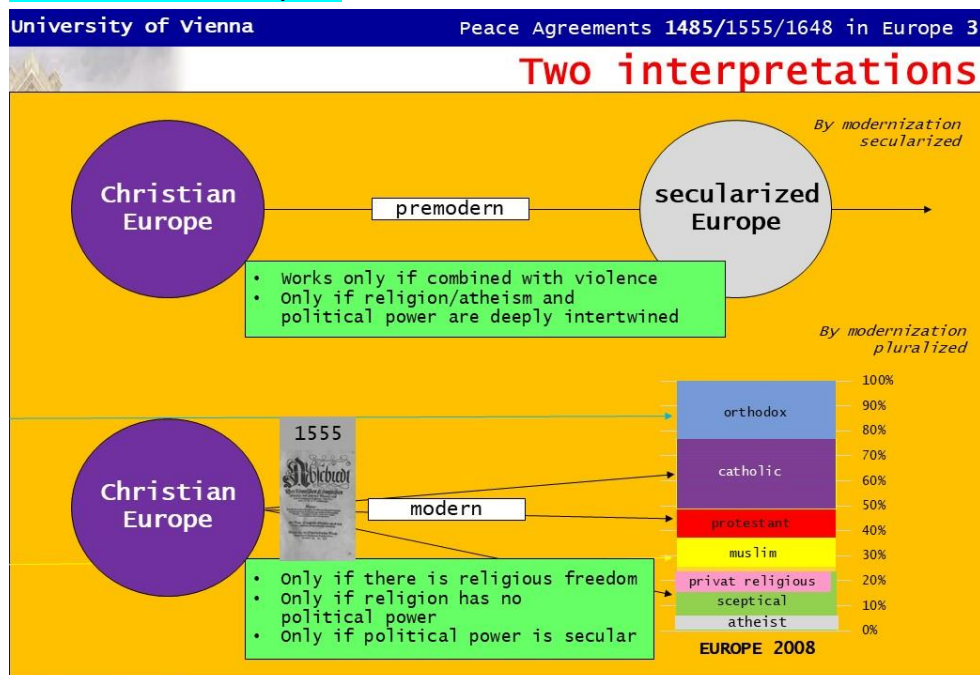 University of Vienna
Peace Agreements 1485/1555/1648 in Europe 3
Two interpretations
By modernization
secularized
Christian
Europe
premodern
secularized
Europe
• Works only if combined with violence
• Only if religion/atheism and
political power are deeply intertwined
By modernization
pluralized
Christian
Europe
1555
Abschiedt
modern
• Only if there is religious freedom
• Only if religion has no
political power
• Only if political power is secular
100%
90%
80%
70%
60%
50%
40%
30%
20%
10%
0%
orthodox
catholic
protestant
muslim
privat religious
sceptical
atheist
EUROPE 2008